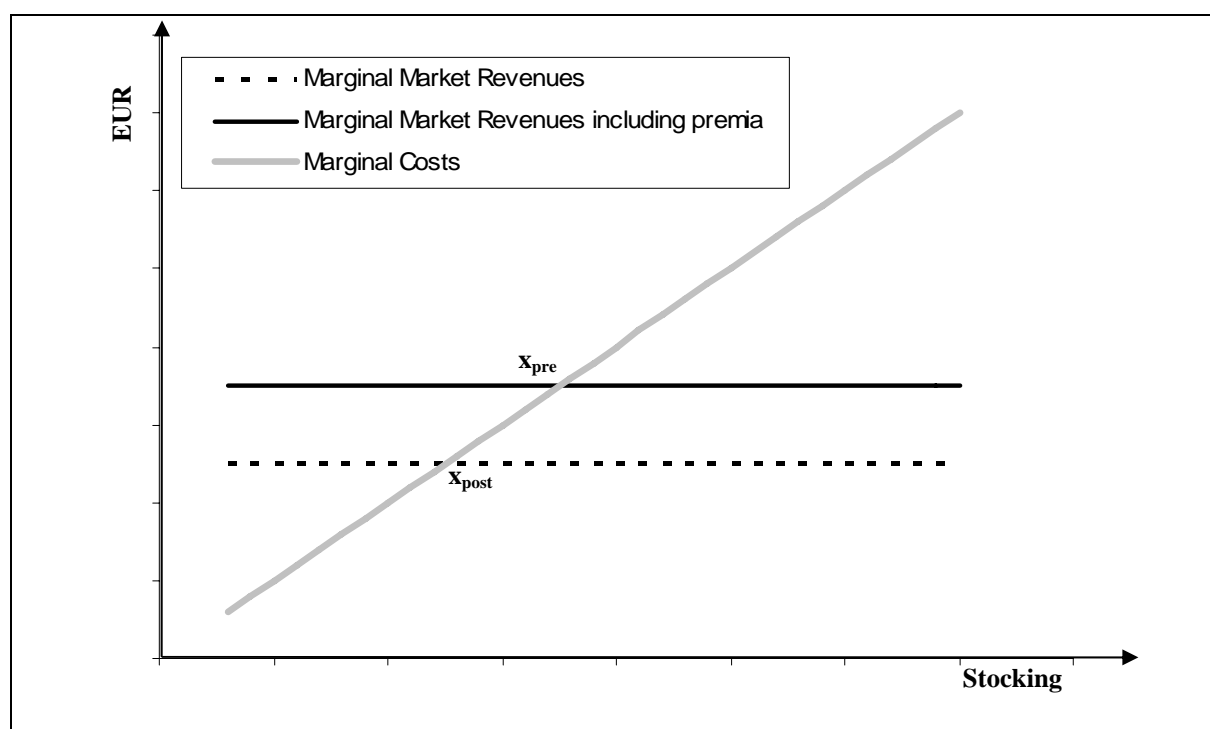 EUR
Marginal Market Revenues
Marginal Market Revenues including premia
Marginal Costs
xpre
xpost
Stocking